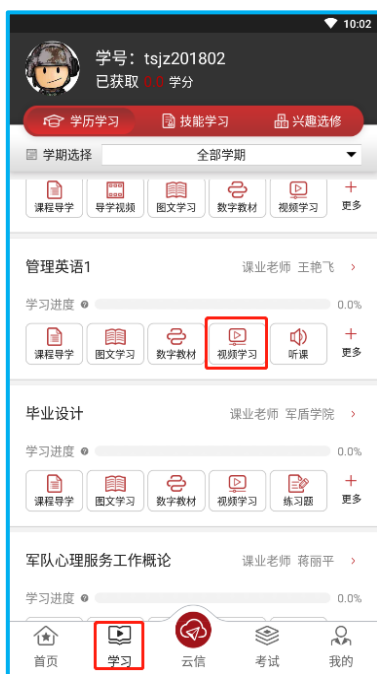 10:02
学号：tsjz201802
已获取 0.0 学分
学历学习 技能学习 兴趣选修
学期选择 全部学期
课程导学 导学视频 图文学习 数字教材 视频学习 更多
管理英语1 课业老师 王艳飞
学习进度 0.0%
课程导学 图文学习 数字教材 视频学习 听课 更多
毕业设计 课业老师 军盾学院
学习进度 0.0%
课程导学 图文学习 数字教材 视频学习 练习题 更多
军队心理服务工作概论 课业老师 蒋丽平
学习进度 0.0%
首页 学习 云信 考试 我的